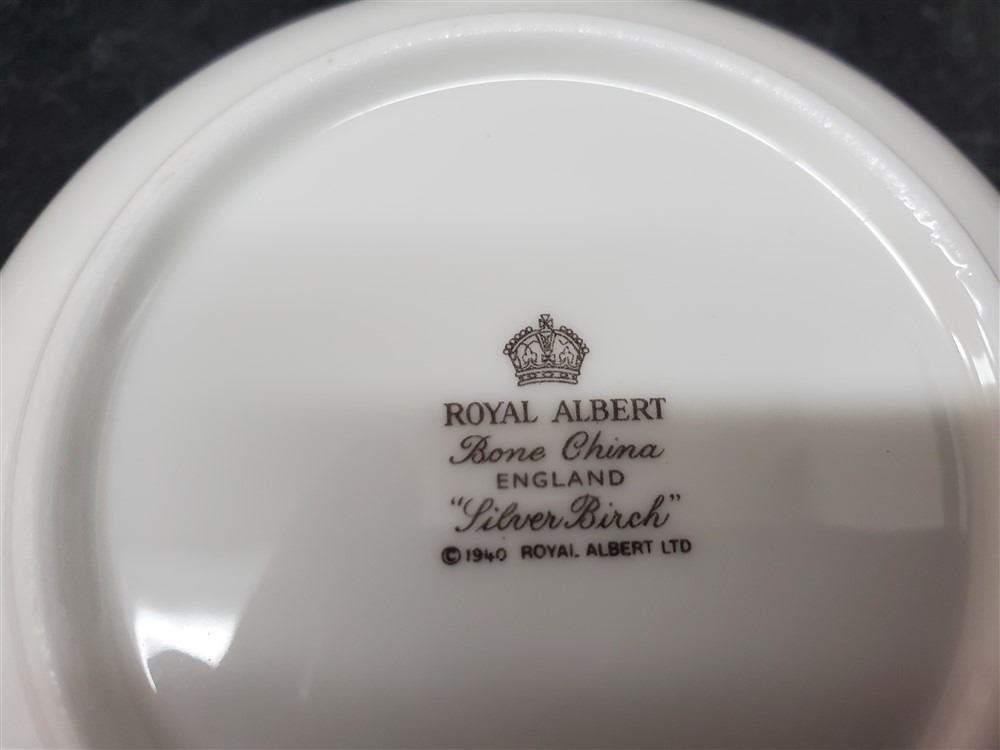 ROYAL ALBERT
Bone China
ENGLAND
"Silver Birch"
©1940 ROYAL ALBERT LTD